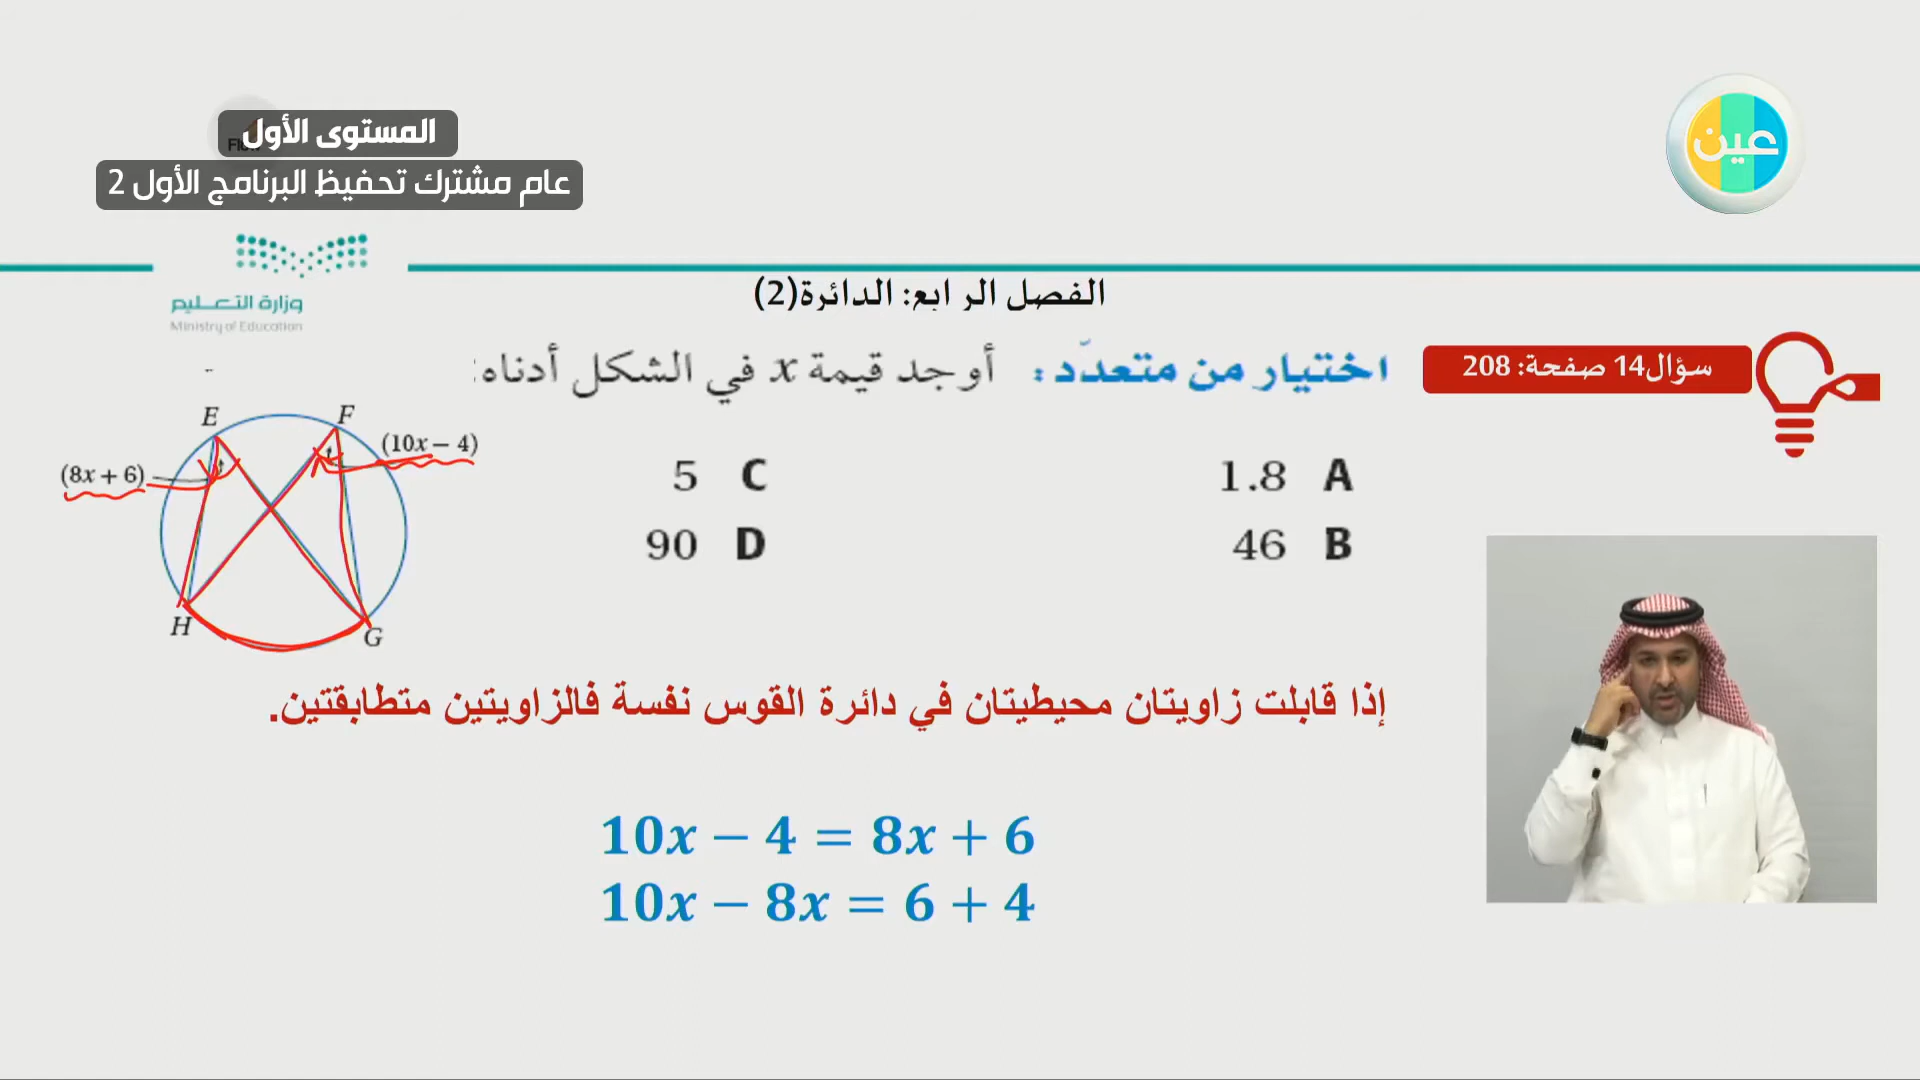 المستوى الأول
عام مشترك تحفيظ البرنامج الأول 2
عين
وزارة التعليم
Ministry of Education
الفصل الرابع: الدائرة(2)
سؤال14 صفحة: 208
اختيار من متعدّد: أوجد قيمة x في الشكل أدناه:
A 1.8
C 5
B 46
D 90
E
F
(10x – 4)
(8x + 6)
H
G
إذا قابلت زاويتان محيطيتان في دائرة القوس نفسة فالزاويتين متطابقتين.
10x − 4 = 8x + 6
10x − 8x = 6 + 4